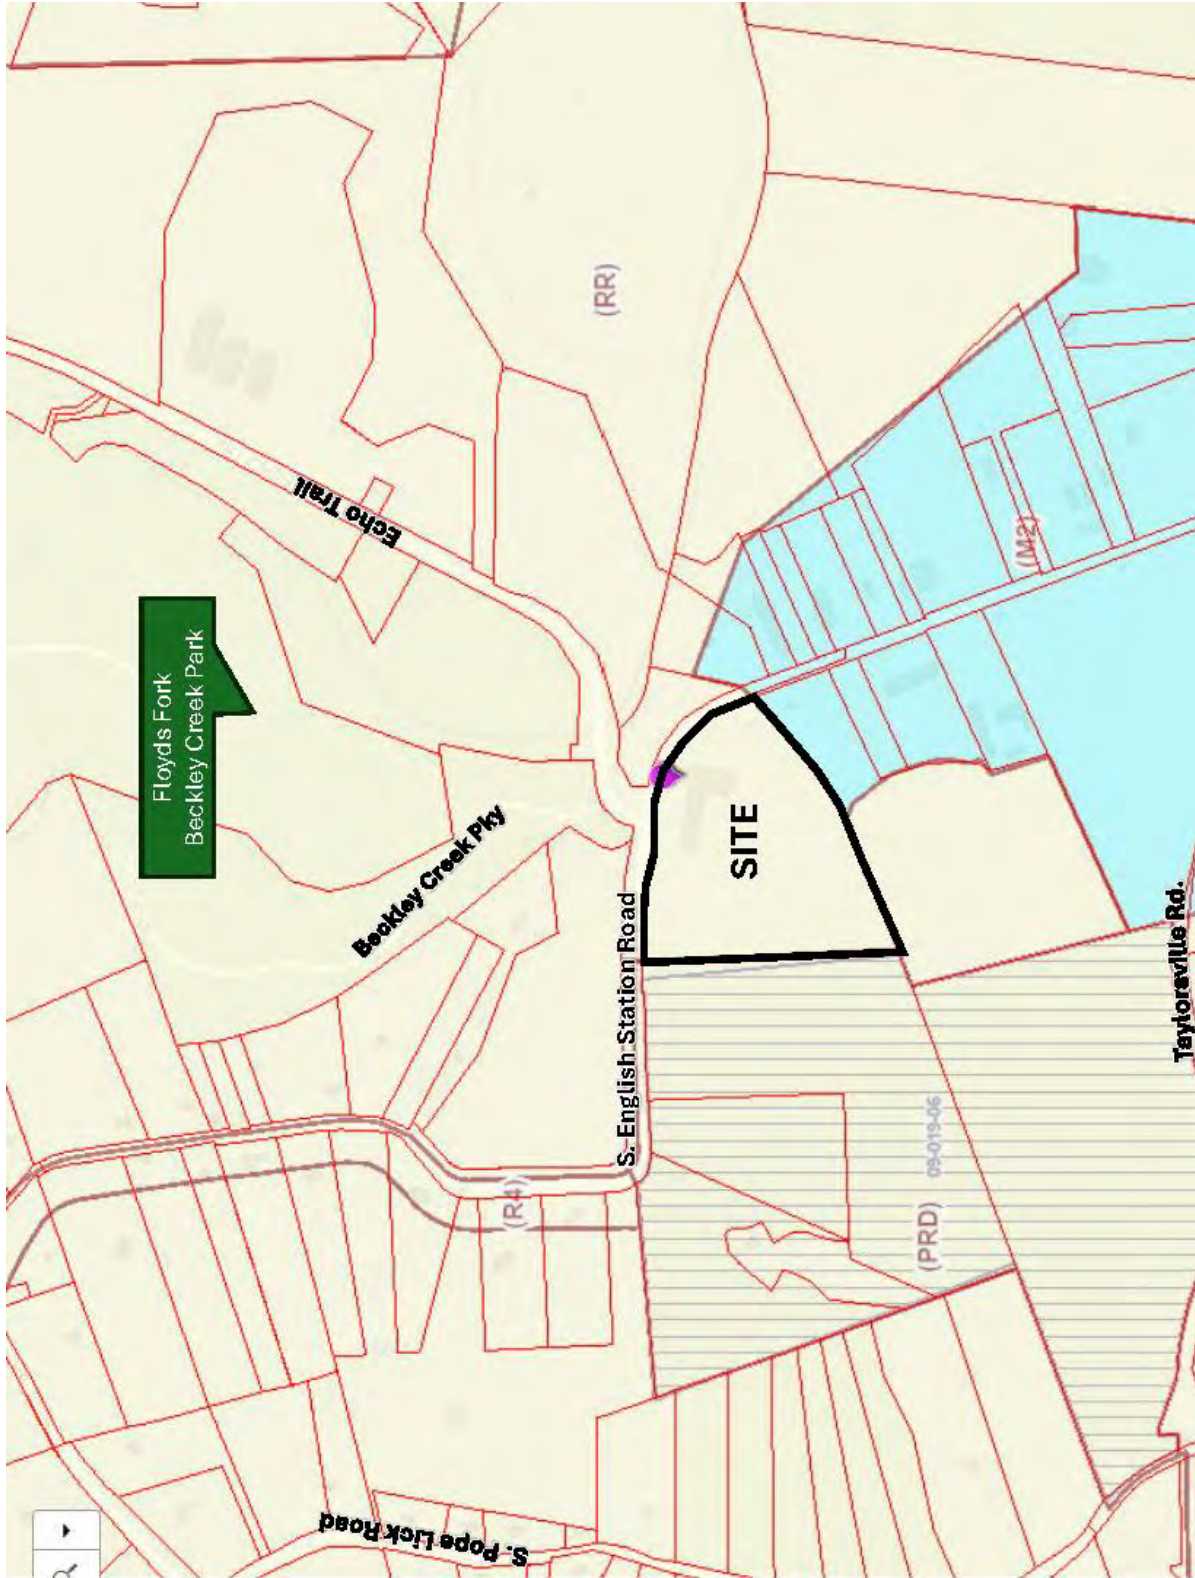 Floyds Fork
Beckley Creek Park
Echo Trail
(RR)
Beckley Creek Pky
S. English Station Road
SITE
(M2)
(R4)
(PRD)
09-019-06
Taylorsville Rd.
S. Pope Lick Road